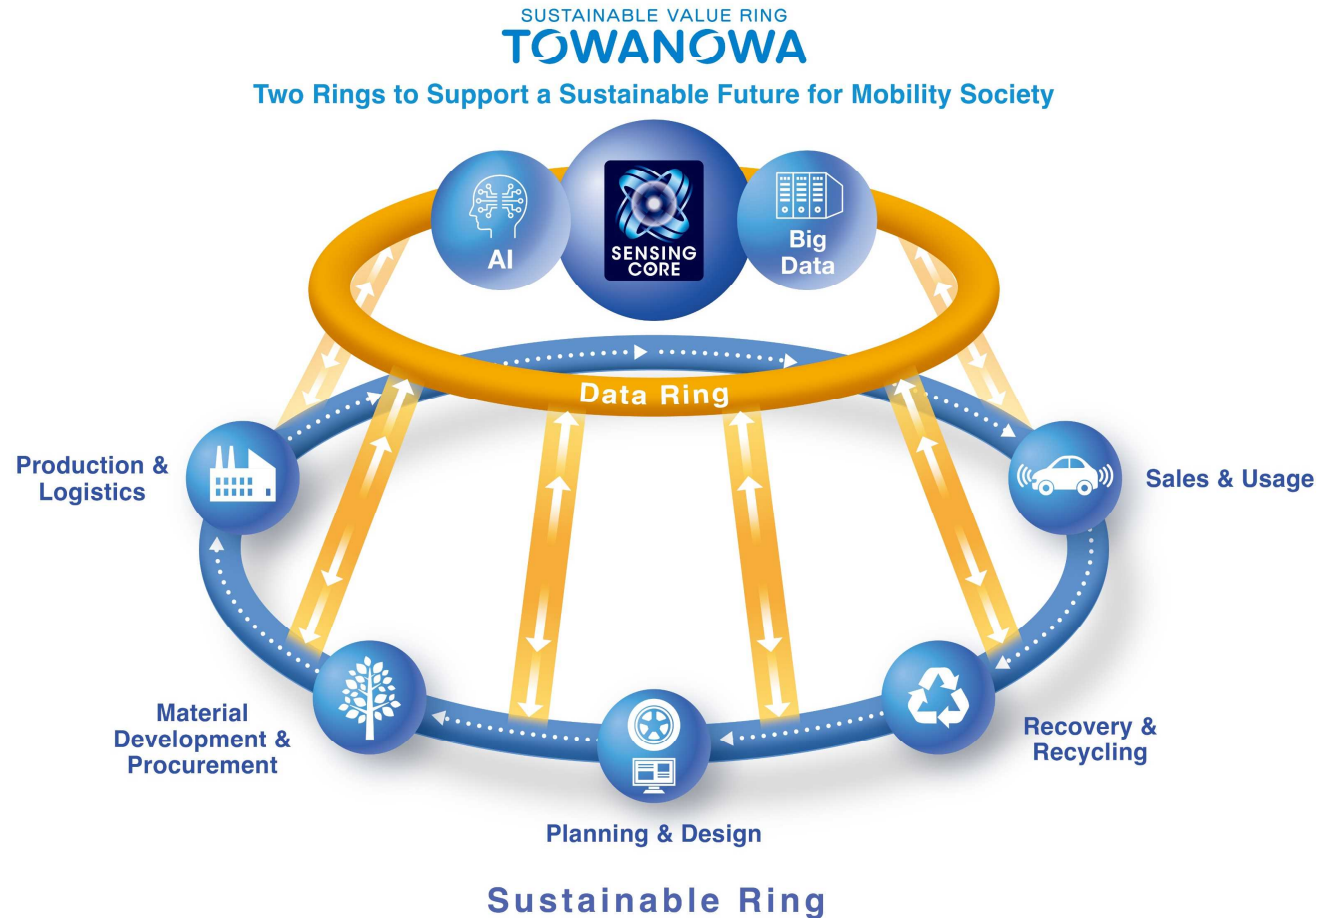 SUSTAINABLE VALUE RING
TOWANOWA
Two Rings to Support a Sustainable Future for Mobility Society
AI
SENSING
CORE
Big
Data
Data Ring
Production &
Logistics
Sales & Usage
Material
Development &
Procurement
Recovery &
Recycling
Planning & Design
Sustainable Ring